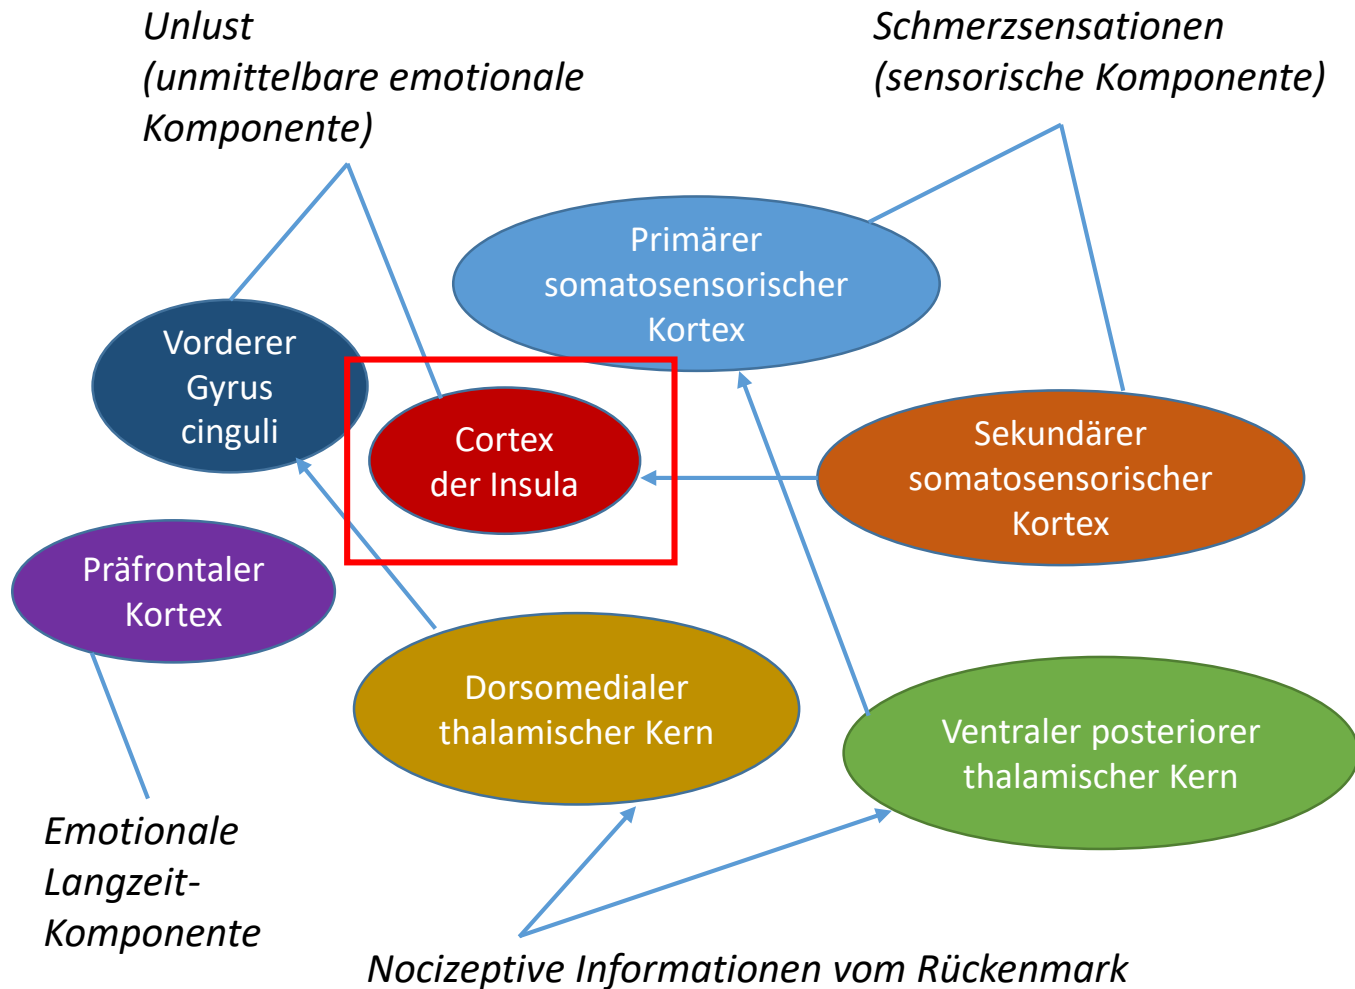 Unlust
(unmittelbare emotionale
Komponente)
Schmerzsensationen
(sensorische Komponente)
Primärer
somatosensorischer
Kortex
Vorderer
Gyrus
cinguli
Cortex
der Insula
Sekundärer
somatosensorischer
Kortex
Präfrontaler
Kortex
Dorsomedialer
thalamischer Kern
Ventraler posteriorer
thalamischer Kern
Emotionale
Langzeit-
Komponente
Nocizeptive Informationen vom Rückenmark